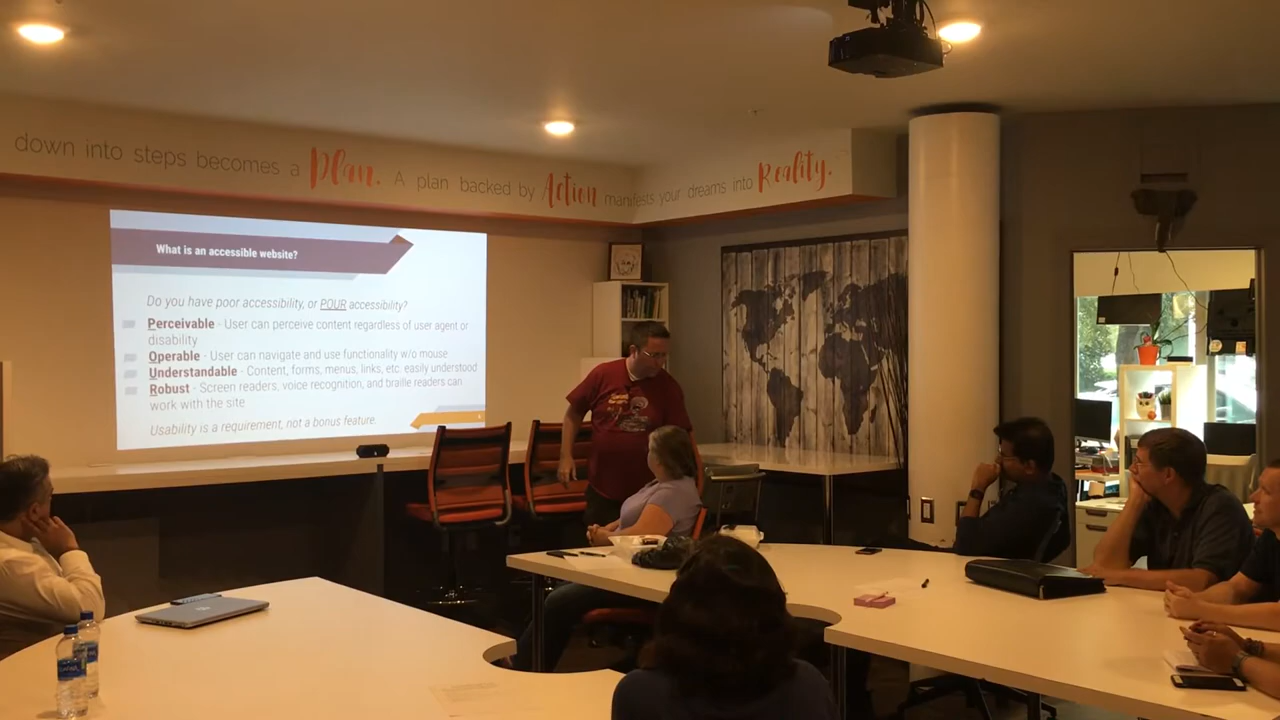 down into steps becomes a Plan. A plan backed by Action manifests your dreams into Reality.
What is an accessible website?
Do you have poor accessibility, or POUR accessibility?
Perceivable - User can perceive content regardless of user agent or
disability
Operable - User can navigate and use functionality w/o mouse
Understandable - Content, forms, menus, links, etc. easily understood
Robust - Screen readers, voice recognition, and braille readers can
work with the site
Usability is a requirement, not a bonus feature.